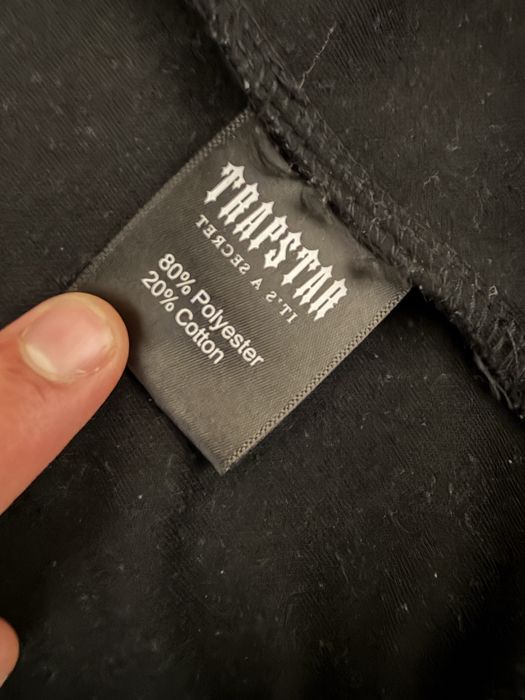 TRAPSTAR
IT'S A SECRET
80% Polyester
20% Cotton